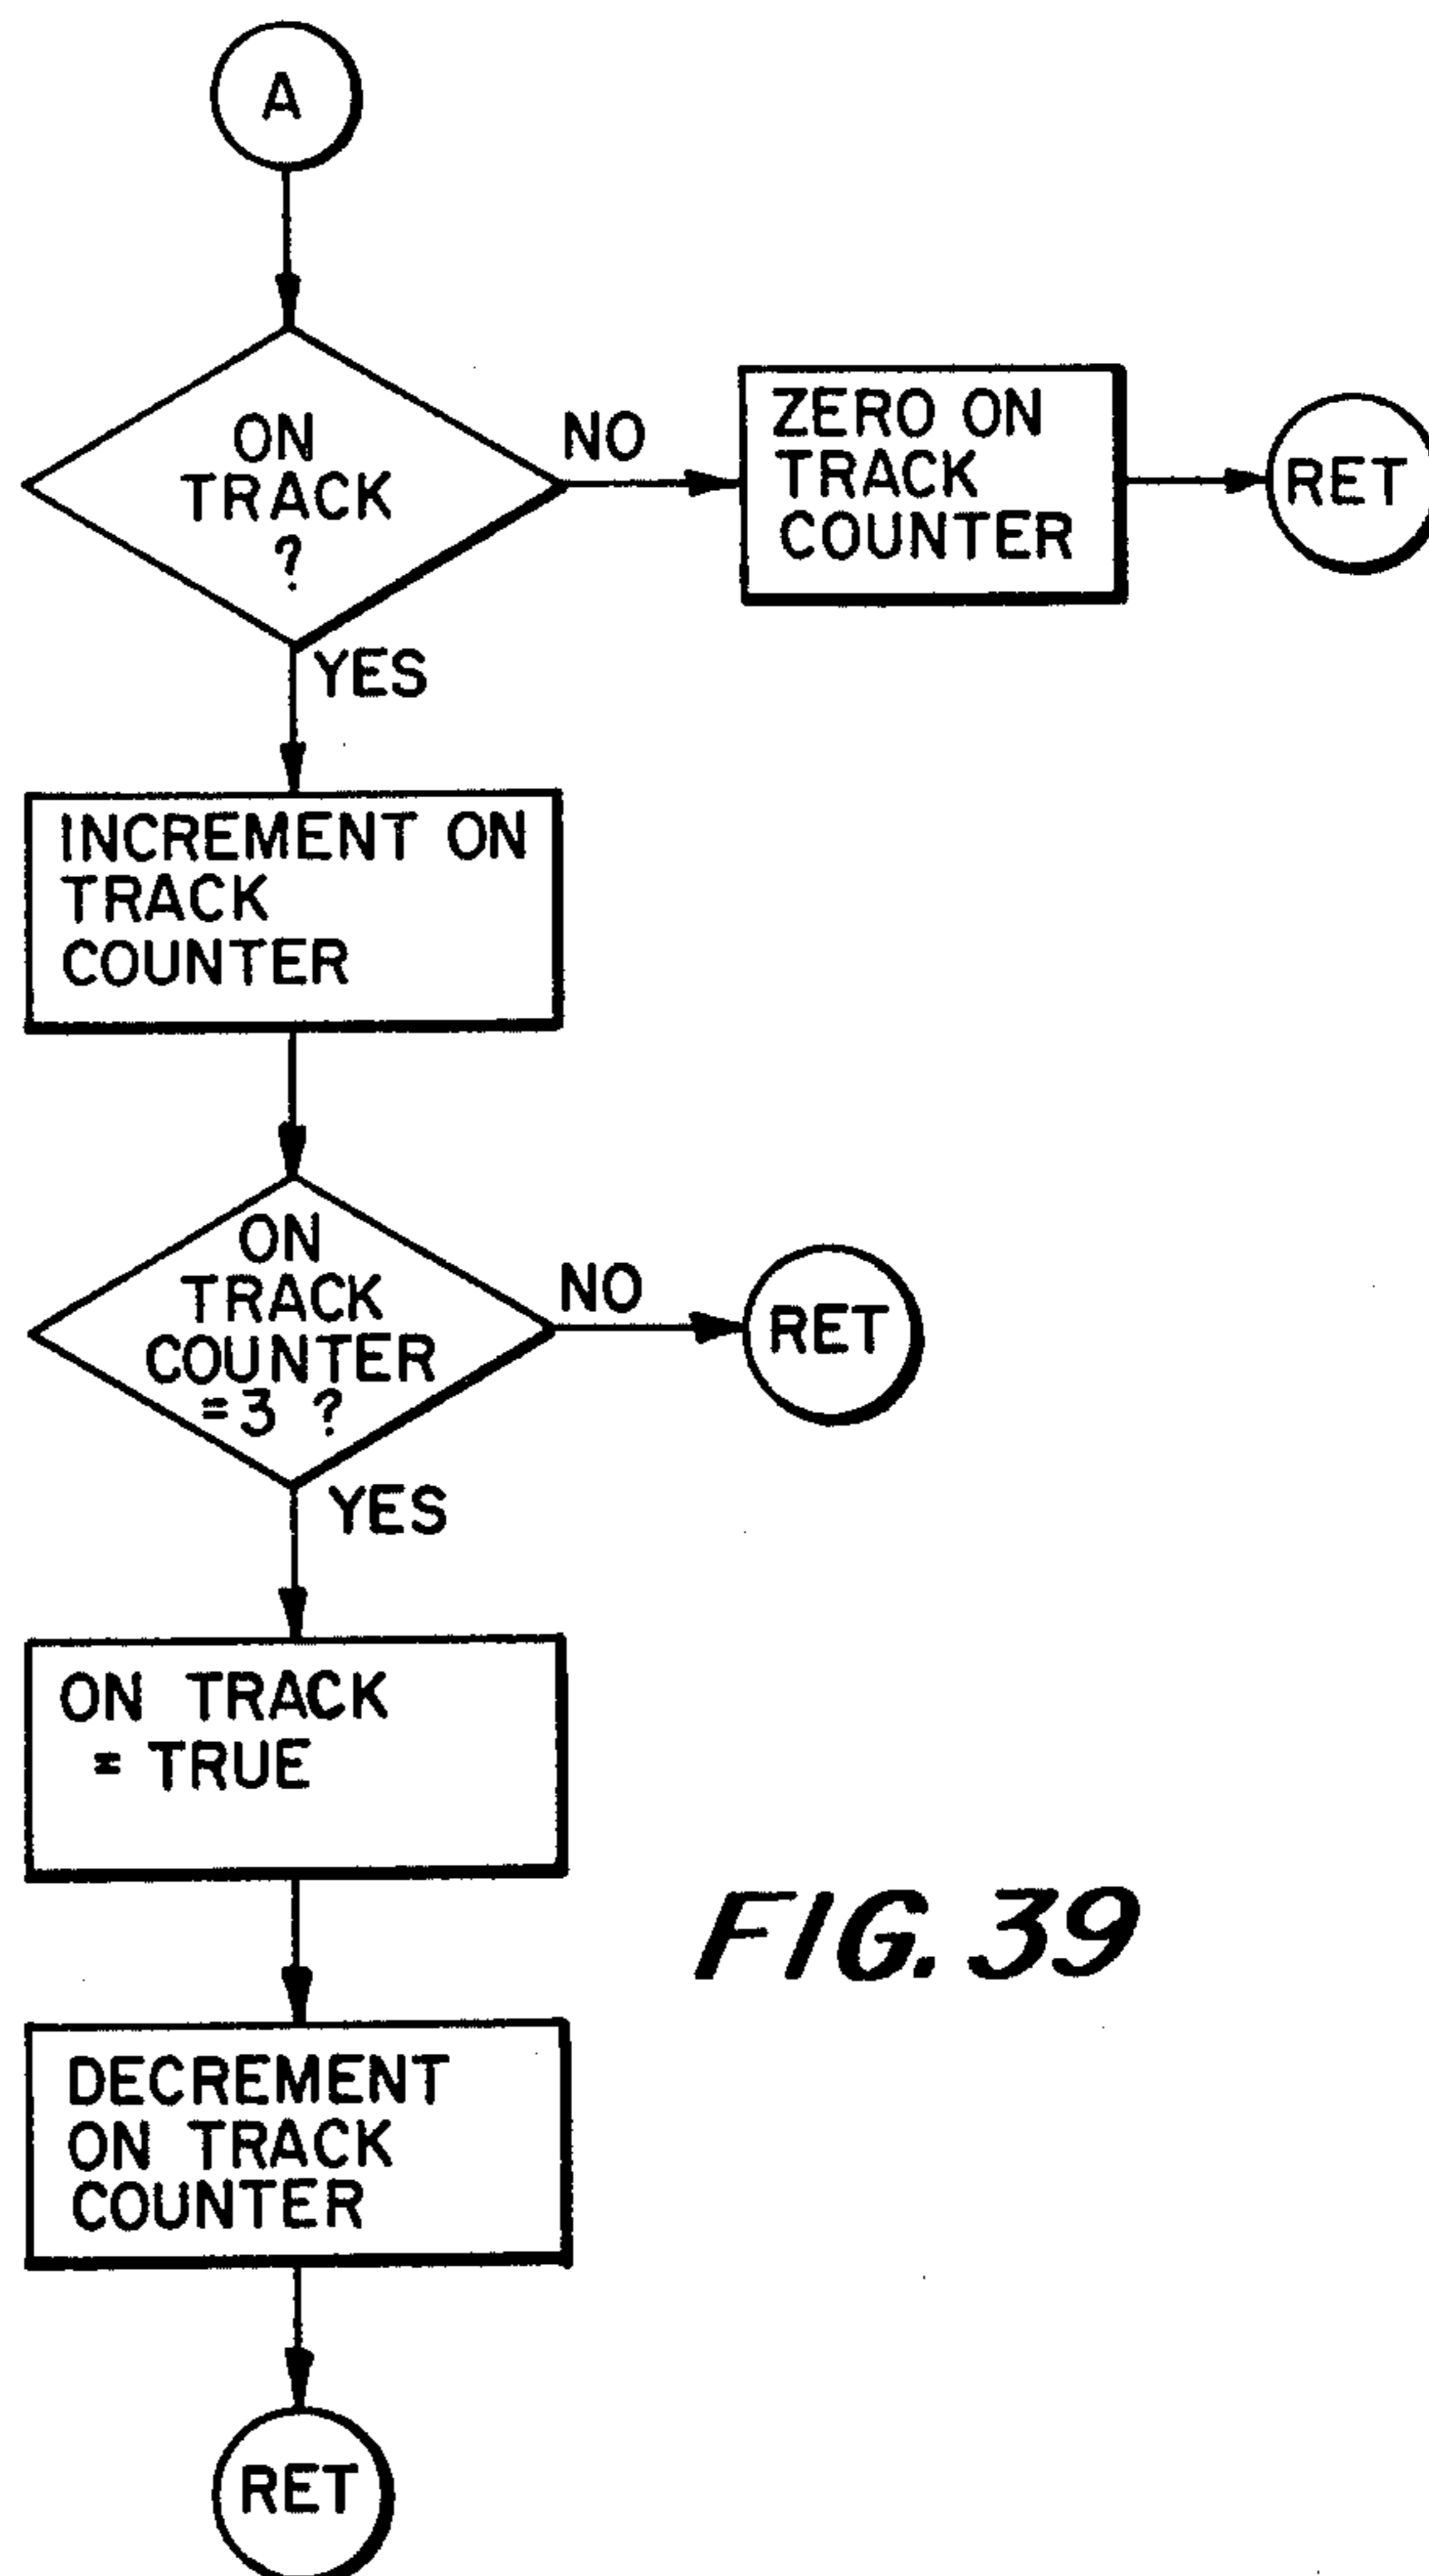 A
ON
TRACK
?
NO
ZERO ON
TRACK
COUNTER
RET
YES
INCREMENT ON
TRACK
COUNTER
ON
TRACK
COUNTER
=3 ?
NO
RET
YES
ON TRACK
= TRUE
DECREMENT
ON TRACK
COUNTER
RET
FIG. 39